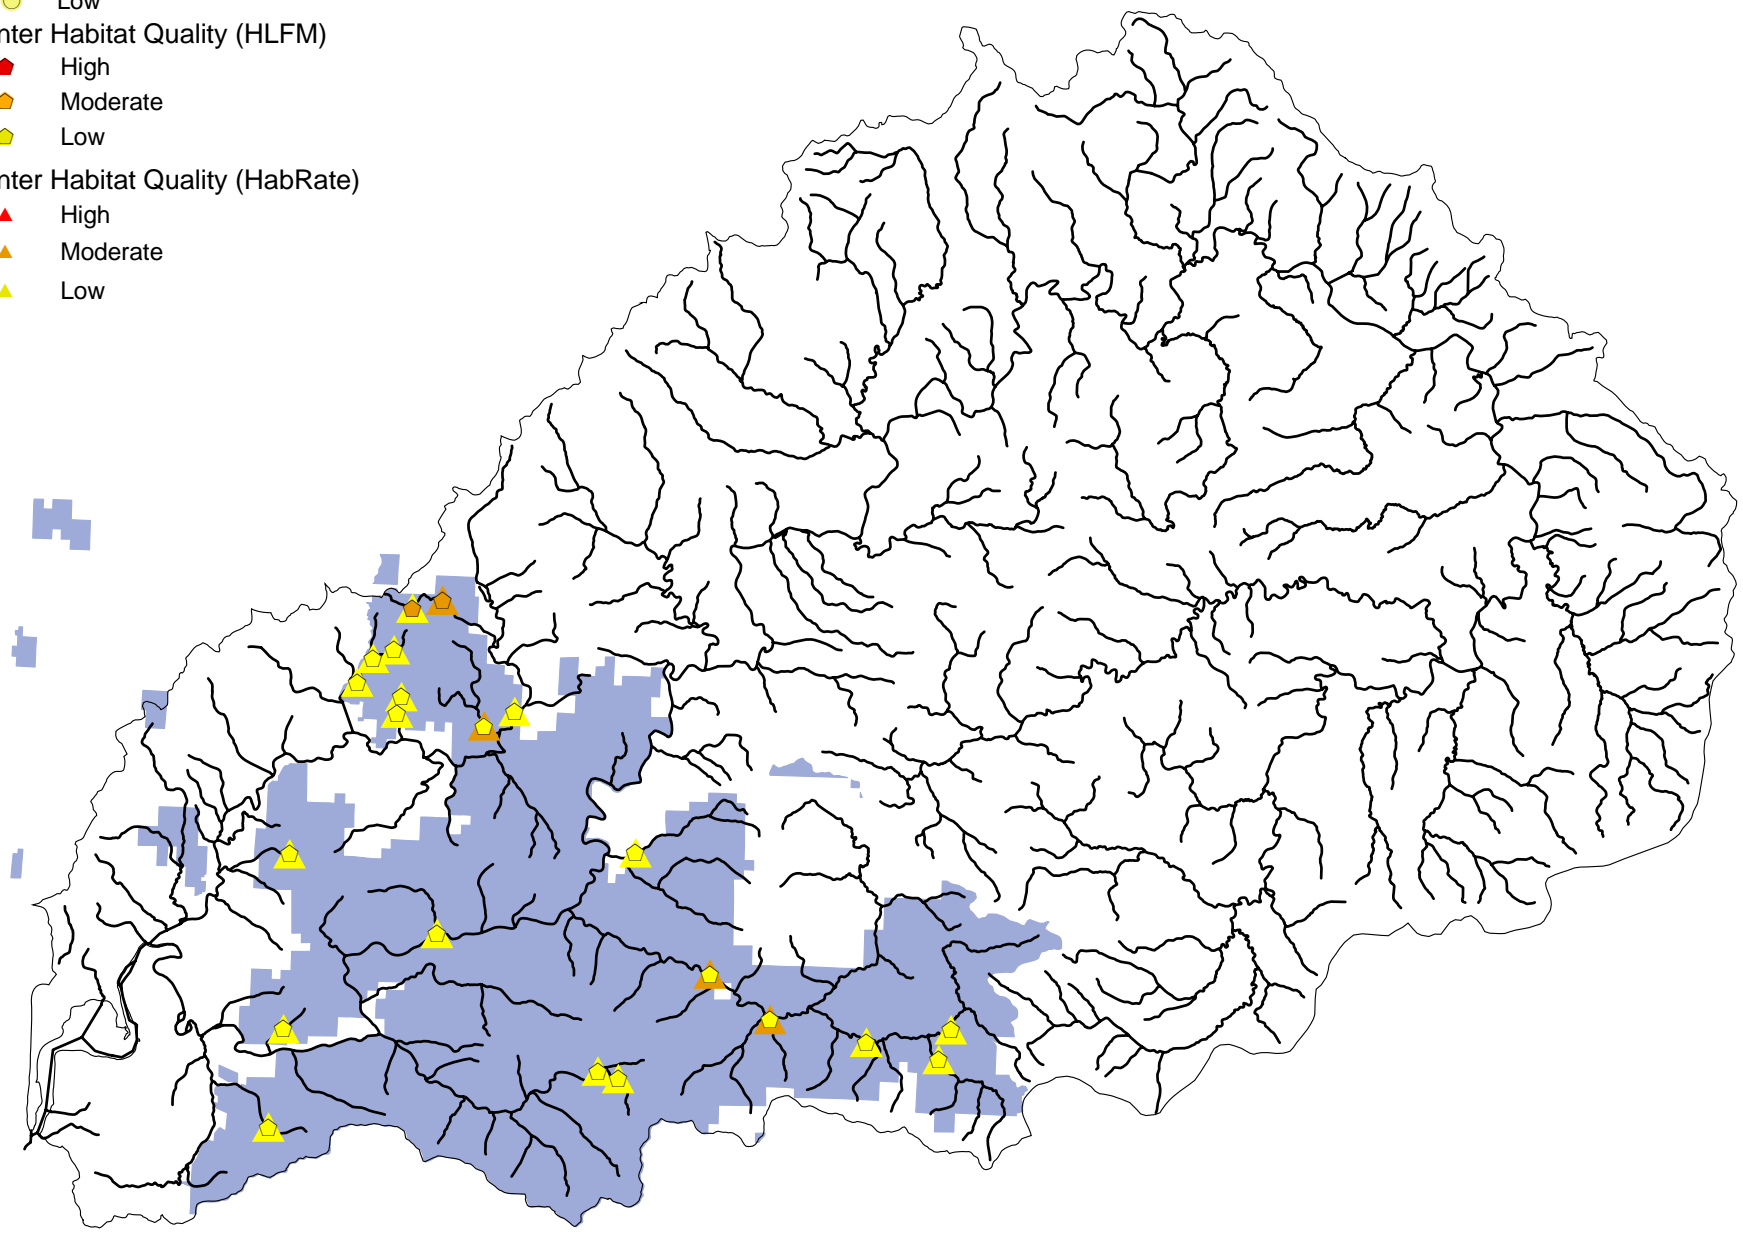 Low
nter Habitat Quality (HLFM)
High
Moderate
Low
nter Habitat Quality (HabRate)
High
Moderate
Low